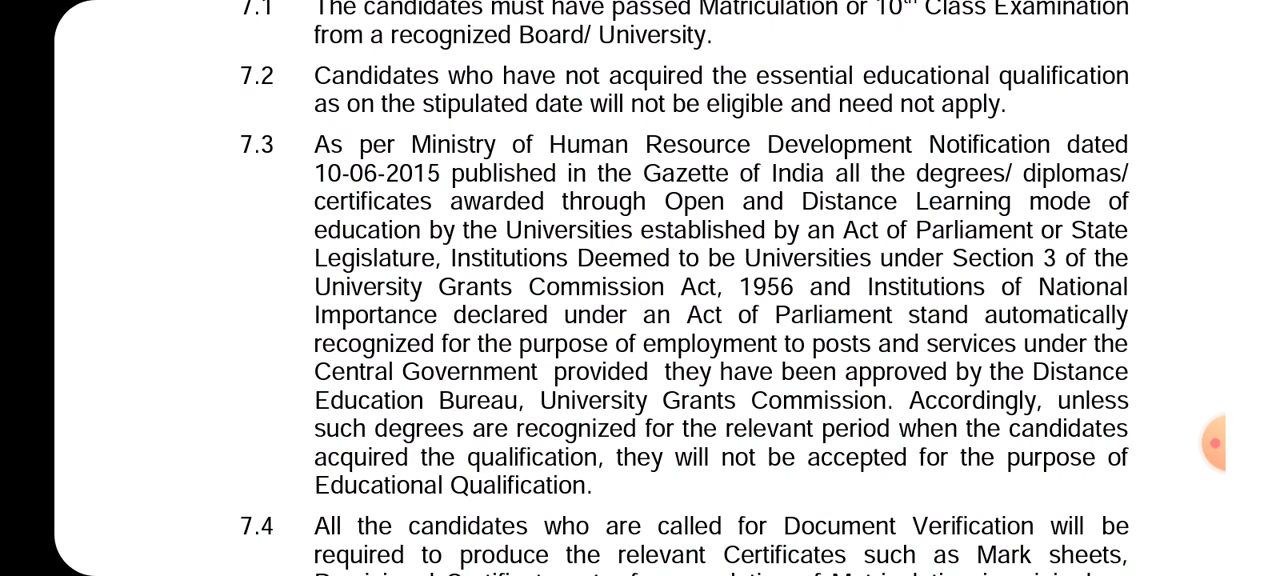 7.1 The candidates must have passed Matriculation or 10th Class Examination
from a recognized Board/ University.
7.2 Candidates who have not acquired the essential educational qualification
as on the stipulated date will not be eligible and need not apply.
7.3 As per Ministry of Human Resource Development Notification dated
10-06-2015 published in the Gazette of India all the degrees/ diplomas/
certificates awarded through Open and Distance Learning mode of
education by the Universities established by an Act of Parliament or State
Legislature, Institutions Deemed to be Universities under Section 3 of the
University Grants Commission Act, 1956 and Institutions of National
Importance declared under an Act of Parliament stand automatically
recognized for the purpose of employment to posts and services under the
Central Government provided they have been approved by the Distance
Education Bureau, University Grants Commission. Accordingly, unless
such degrees are recognized for the relevant period when the candidates
acquired the qualification, they will not be accepted for the purpose of
Educational Qualification.
7.4 All the candidates who are called for Document Verification will be
required to produce the relevant Certificates such as Mark sheets,